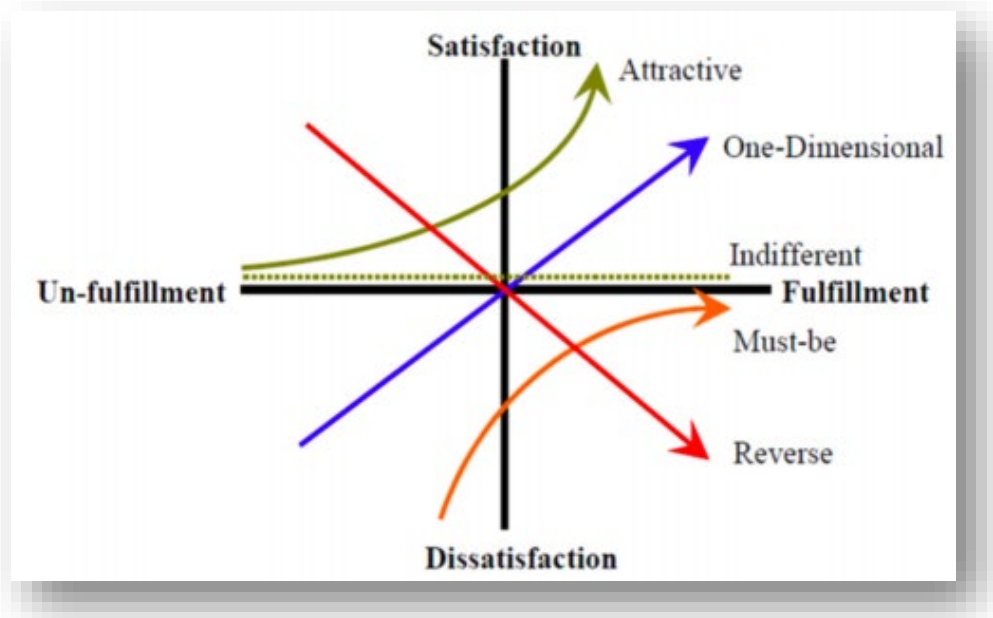 Satisfaction
Attractive
One-Dimensional
Indifferent
Un-fulfillment
Fulfillment
Must-be
Reverse
Dissatisfaction